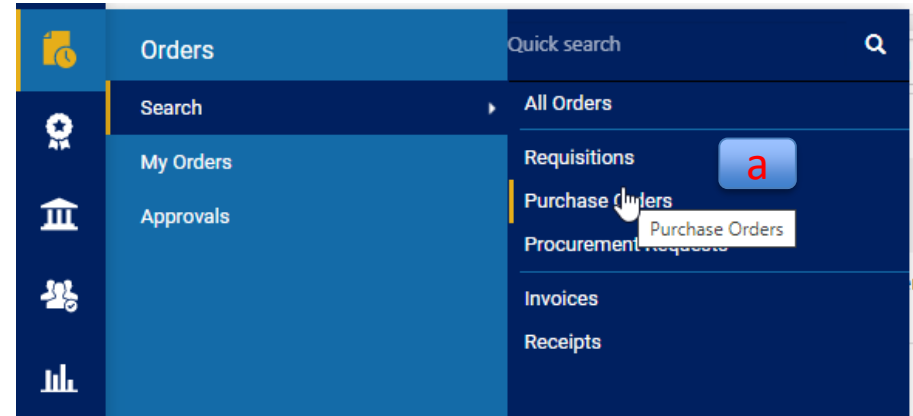 Orders
Search
My Orders
Approvals
Quick search
All Orders
Requisitions
a
Purchase Orders
Purchase Orders
Procurement Requests
Invoices
Receipts